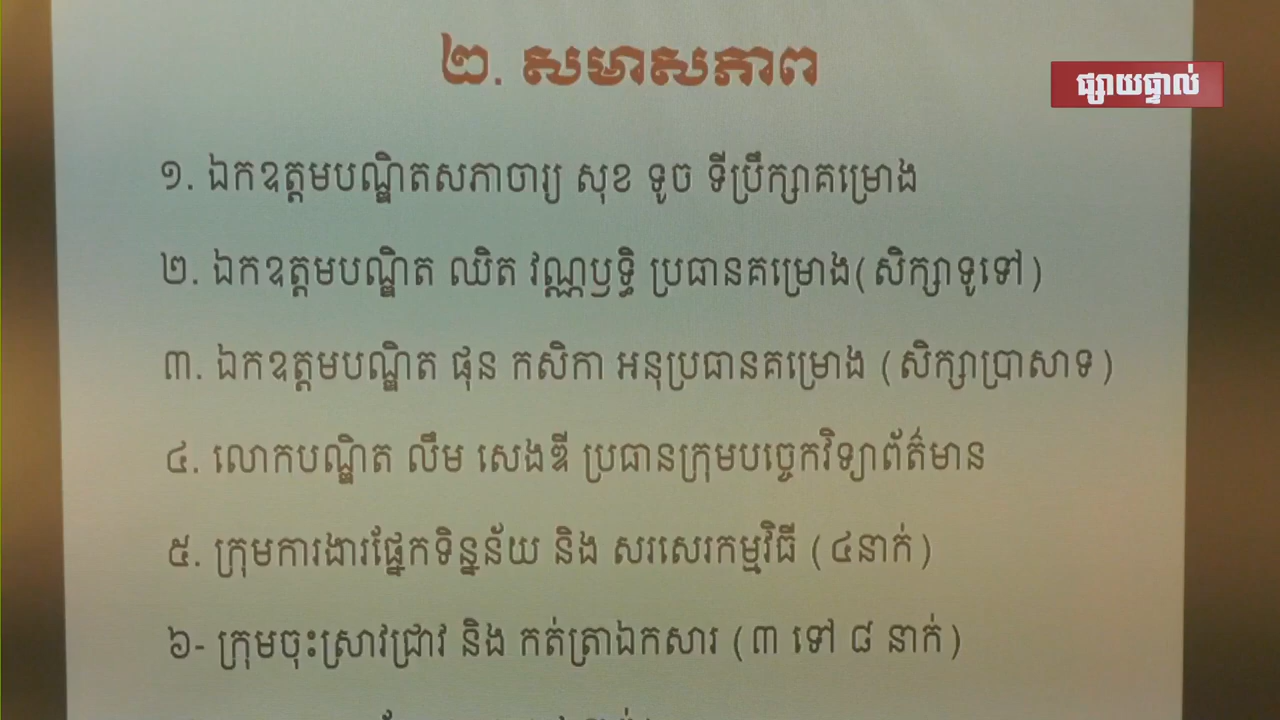 ២. សមាសភាព
ផ្សាយផ្ទាល់
១. ឯកឧត្តមបណ្ឌិតសភាចារ្យ សុខ ទូច ទីប្រឹក្សាគម្រោង
២. ឯកឧត្តមបណ្ឌិត ឈិត វណ្ណឫទ្ធិ ប្រធានគម្រោង(សិក្សាទូទៅ)
៣. ឯកឧត្តមបណ្ឌិត ផុន កសិកា អនុប្រធានគម្រោង (សិក្សាប្រាសាទ)
៤. លោកបណ្ឌិត លឹម សេងឌី ប្រធានក្រុមបច្ចេកវិទ្យាព័ត៌មាន
៥. ក្រុមការងារផ្នែកទិន្នន័យ និង សរសេរកម្មវិធី (៤នាក់)
៦- ក្រុមចុះស្រាវជ្រាវ និង កត់ត្រាឯកសារ (៣ ទៅ ៨ នាក់)